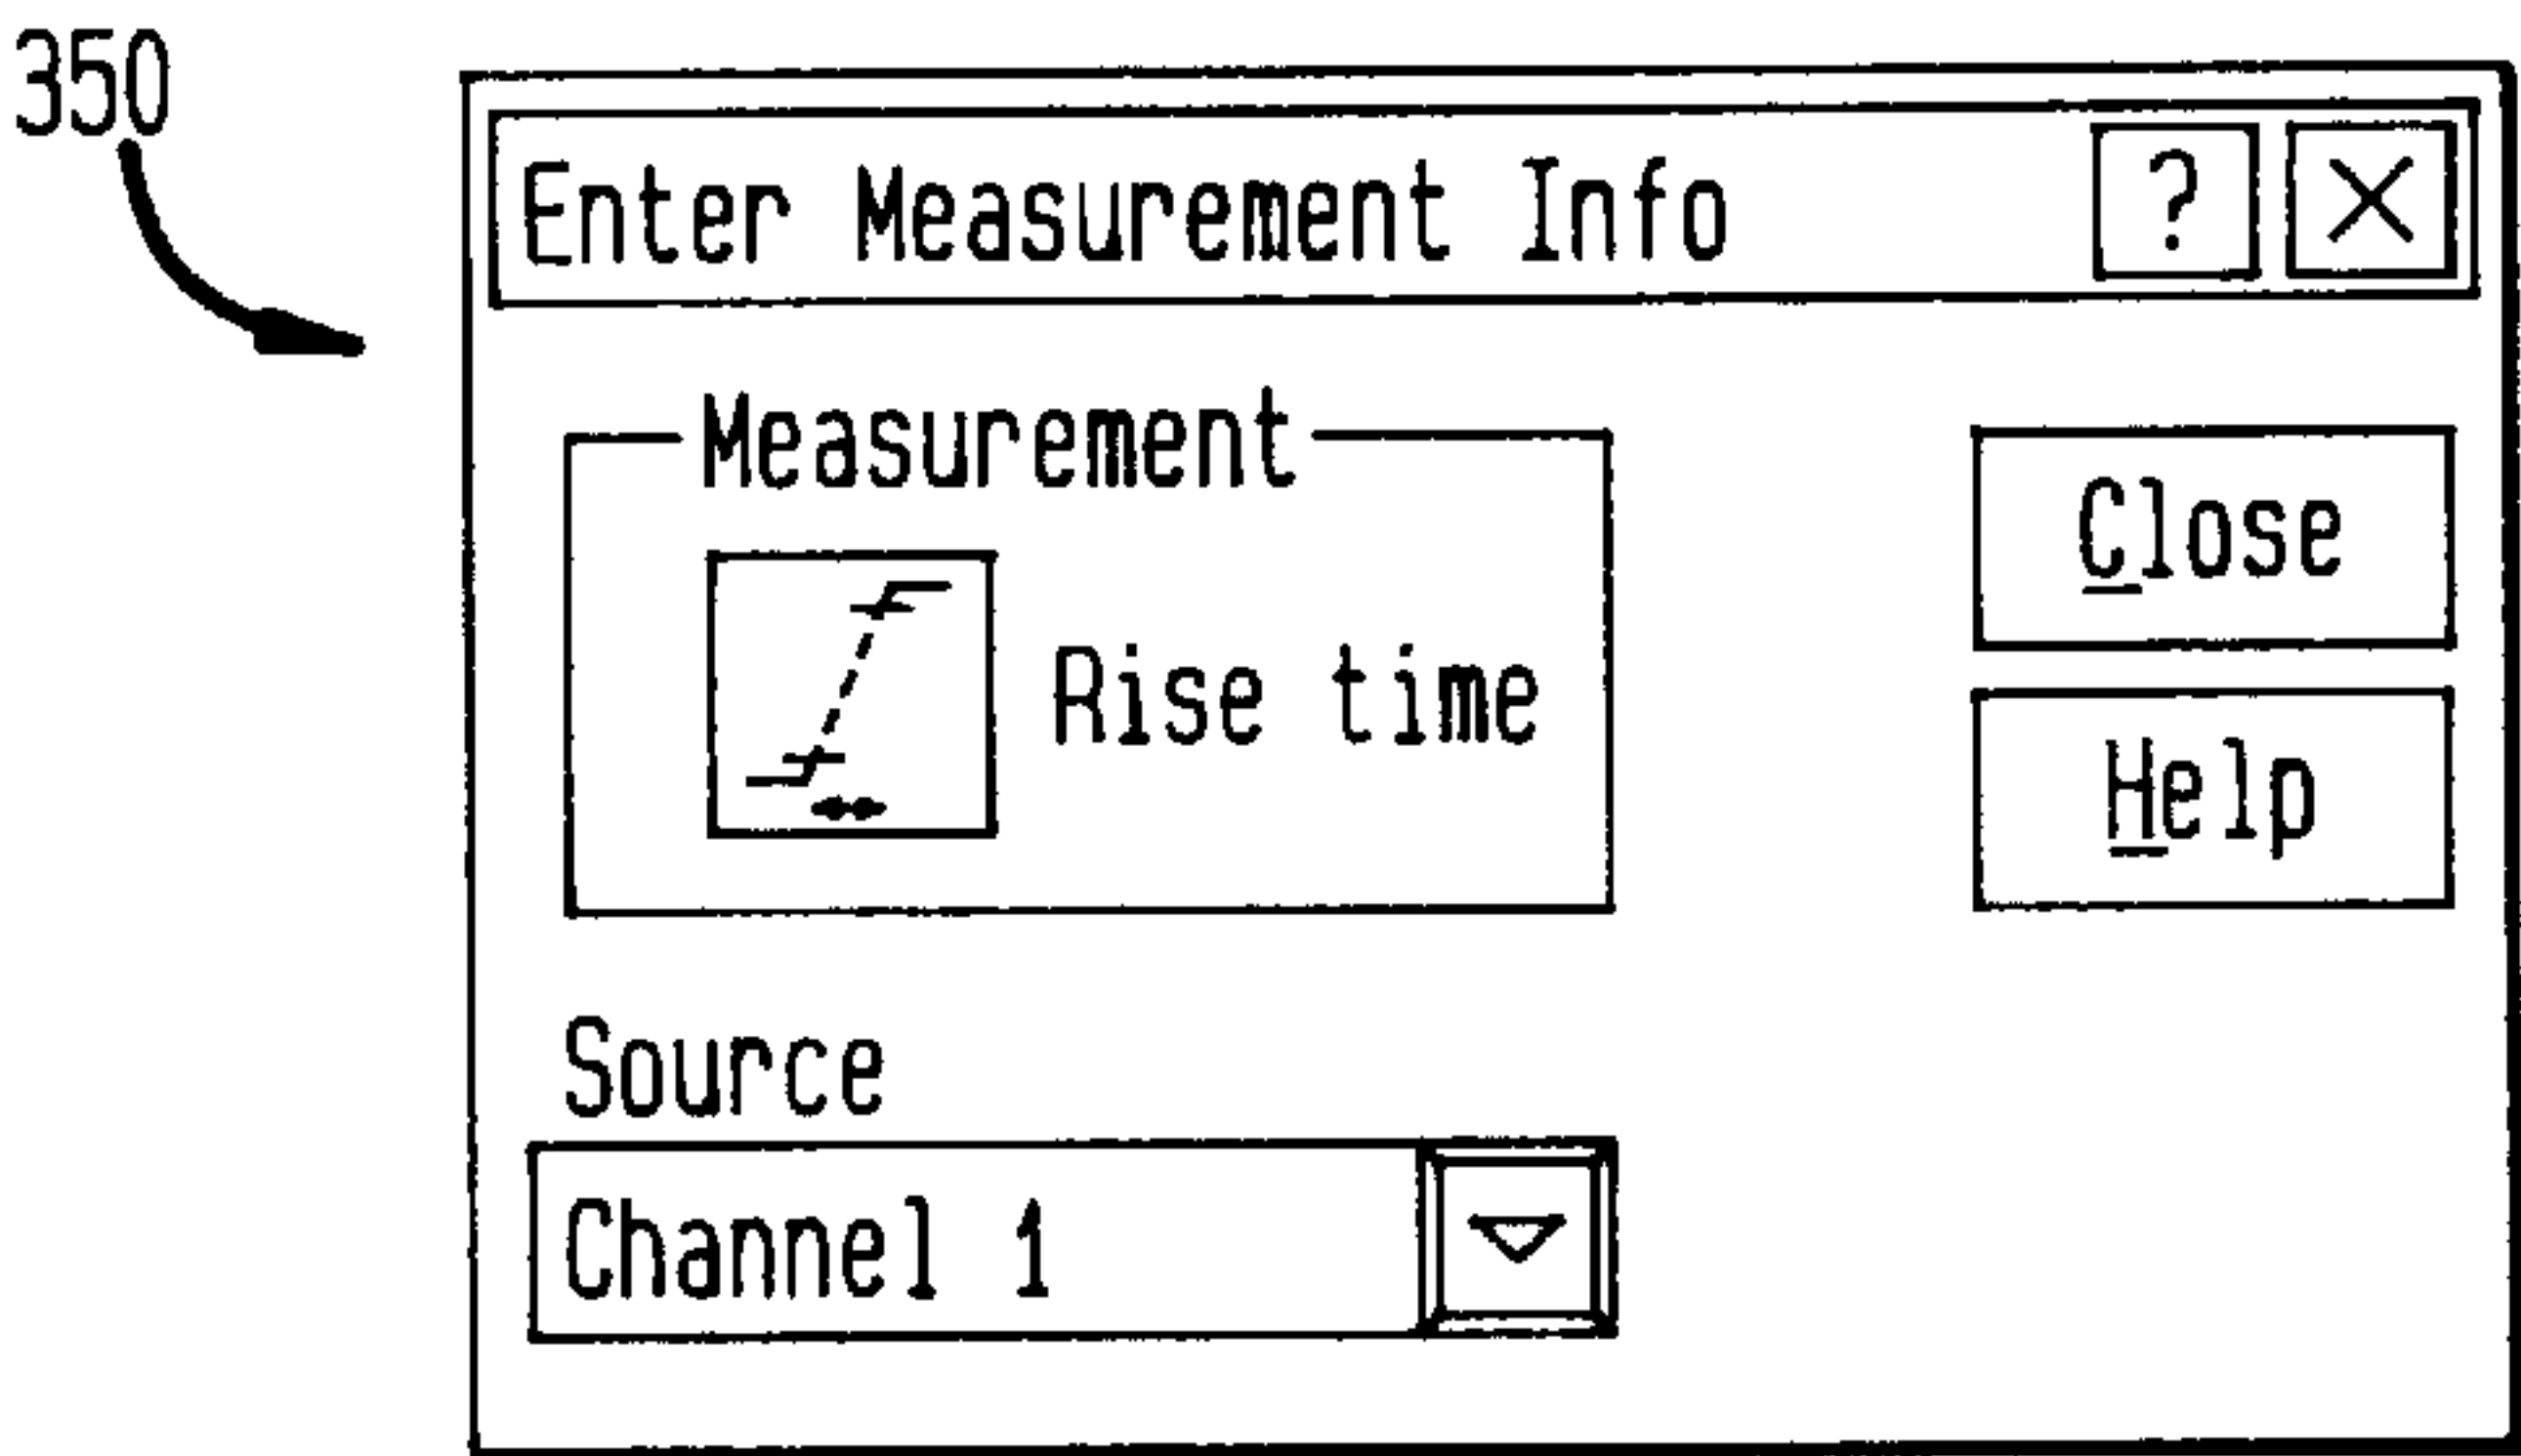 350
Enter Measurement Info ? X
Measurement
Close
Rise time
Help
Source
Channel 1